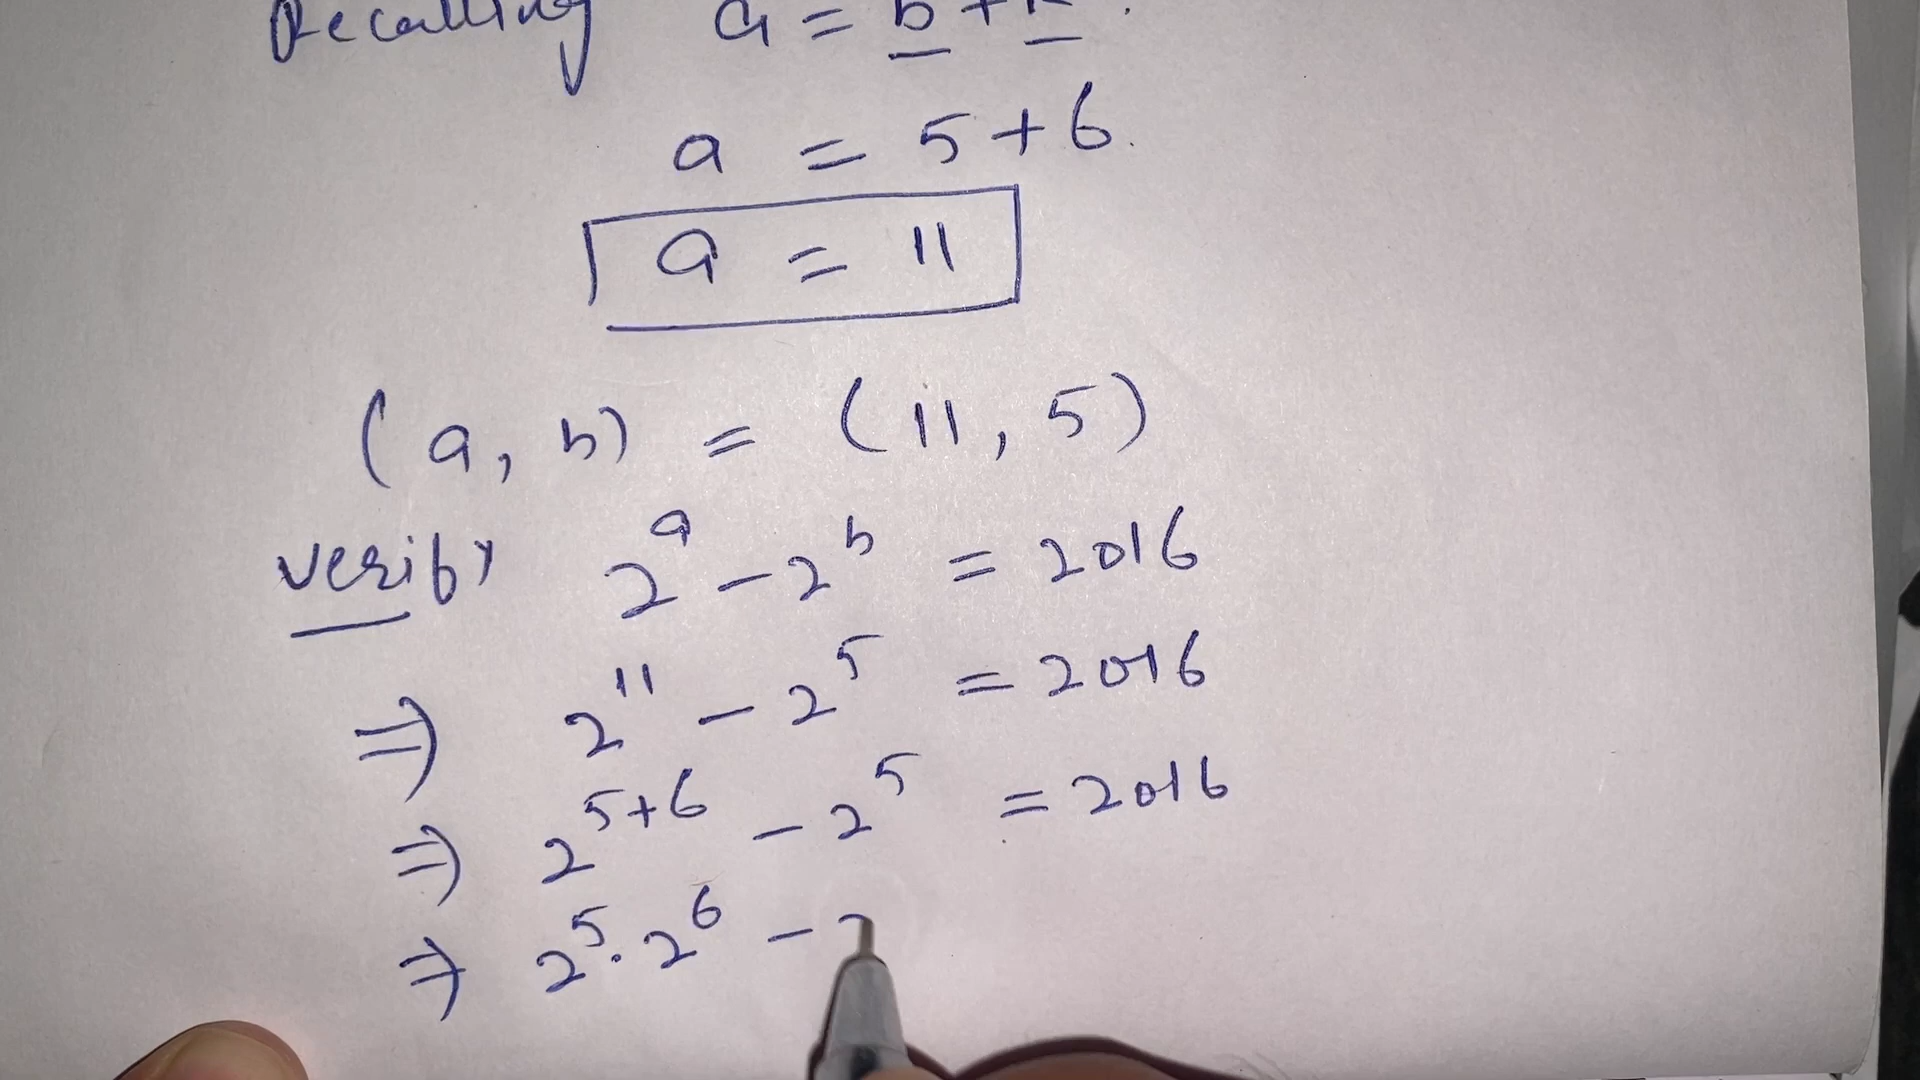 Recalling a = b + k.
a = 5+6.
a = 11
(a, b) = (11, 5)
verify 2^a - 2^b = 2016
⇒ 2^11 - 2^5 = 2016
⇒ 2^5+6 - 2^5 = 2016
⇒ 2^5 . 2^6 - 2